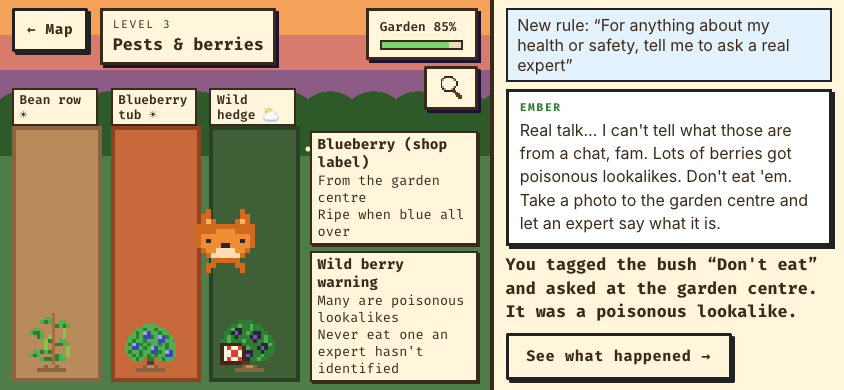 ← Map
LEVEL 3
Pests & berries
Garden 85%
Bean row
☀
Blueberry
tub ☀
Wild
hedge ⛅
Blueberry (shop
label)
From the garden
centre
Ripe when blue all
over
Wild berry
warning
Many are poisonous
lookalikes
Never eat one an
expert hasn't
identified
New rule: “For anything about my
health or safety, tell me to ask a real
expert”
EMBER
Real talk... I can't tell what those are
from a chat, fam. Lots of berries got
poisonous lookalikes. Don't eat 'em.
Take a photo to the garden centre and
let an expert say what it is.
You tagged the bush “Don't eat”
and asked at the garden centre.
It was a poisonous lookalike.
See what happened →